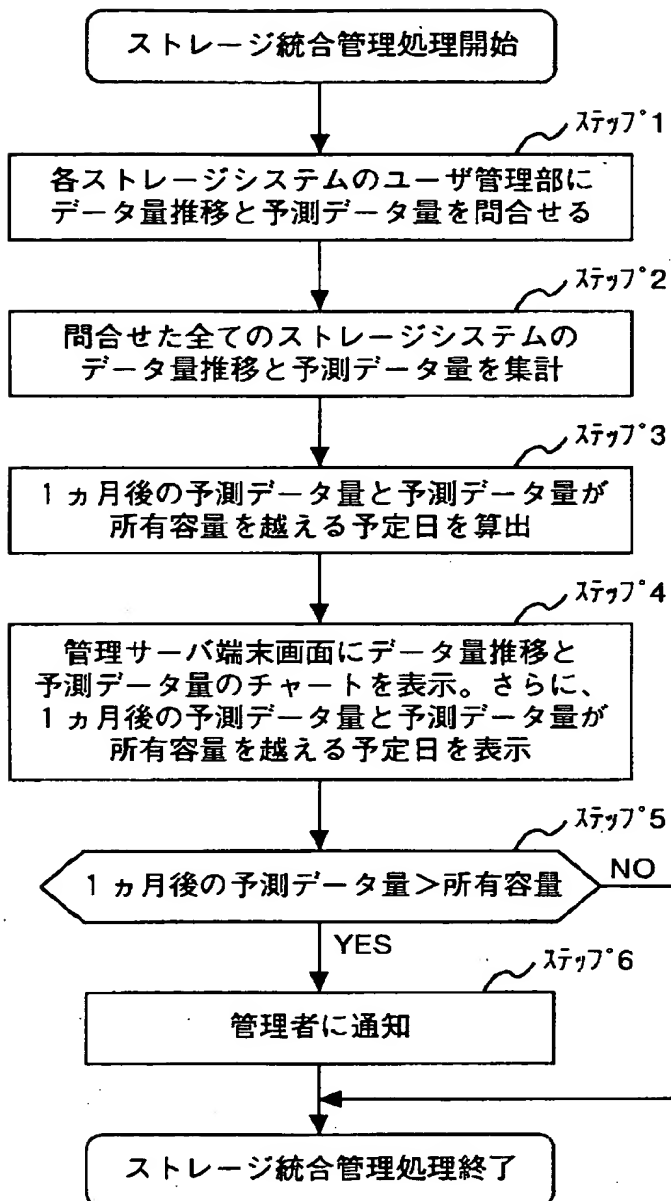 ストレージ統合管理処理開始
ステップ1
各ストレージシステムのユーザ管理部に
データ量推移と予測データ量を問合せる
ステップ2
問合せた全てのストレージシステムの
データ量推移と予測データ量を集計
ステップ3
1ヵ月後の予測データ量と予測データ量が
所有容量を越える予定日を算出
ステップ4
管理サーバ端末画面にデータ量推移と
予測データ量のチャートを表示。さらに、
1ヵ月後の予測データ量と予測データ量が
所有容量を越える予定日を表示
ステップ5
1ヵ月後の予測データ量>所有容量
NO
YES
ステップ6
管理者に通知
ストレージ統合管理処理終了